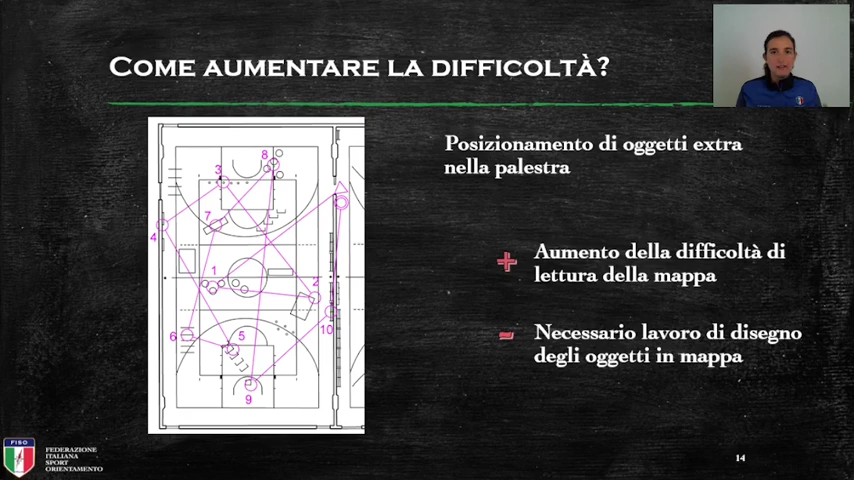 Come aumentare la difficoltà?
Posizionamento di oggetti extra
nella palestra
8
3
7
4
1
2
10
6
5
9
+
Aumento della difficoltà di
lettura della mappa
-
Necessario lavoro di disegno
degli oggetti in mappa
FISO
FEDERAZIONE
ITALIANA
SPORT
ORIENTAMENTO
14